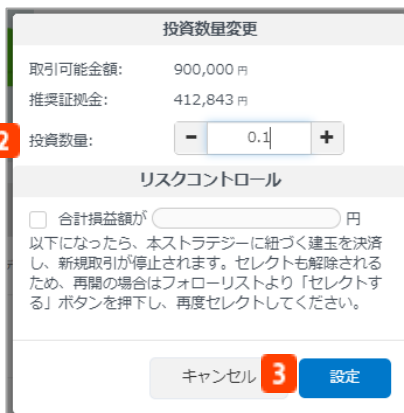 投資数量変更
取引可能金額: 900,000 円
推奨証拠金: 412,843 円
2 投資数量: − 0.1 +
リスクコントロール
合計損益額が 円
以下になったら、本ストラテジーに紐づく建玉を決済
し、新規取引が停止されます。セレクトも解除される
ため、再開の場合はフォローリストより「セレクトす
る」ボタンを押下し、再度セレクトしてください。
キャンセル 3 設定